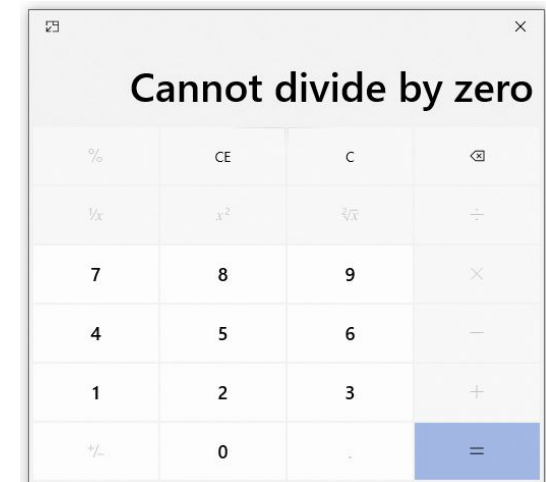 Cannot divide by zero
% CE C ⌫
1/x x² ²√x ÷
7 8 9 ×
4 5 6 −
1 2 3 +
+/− 0 . =